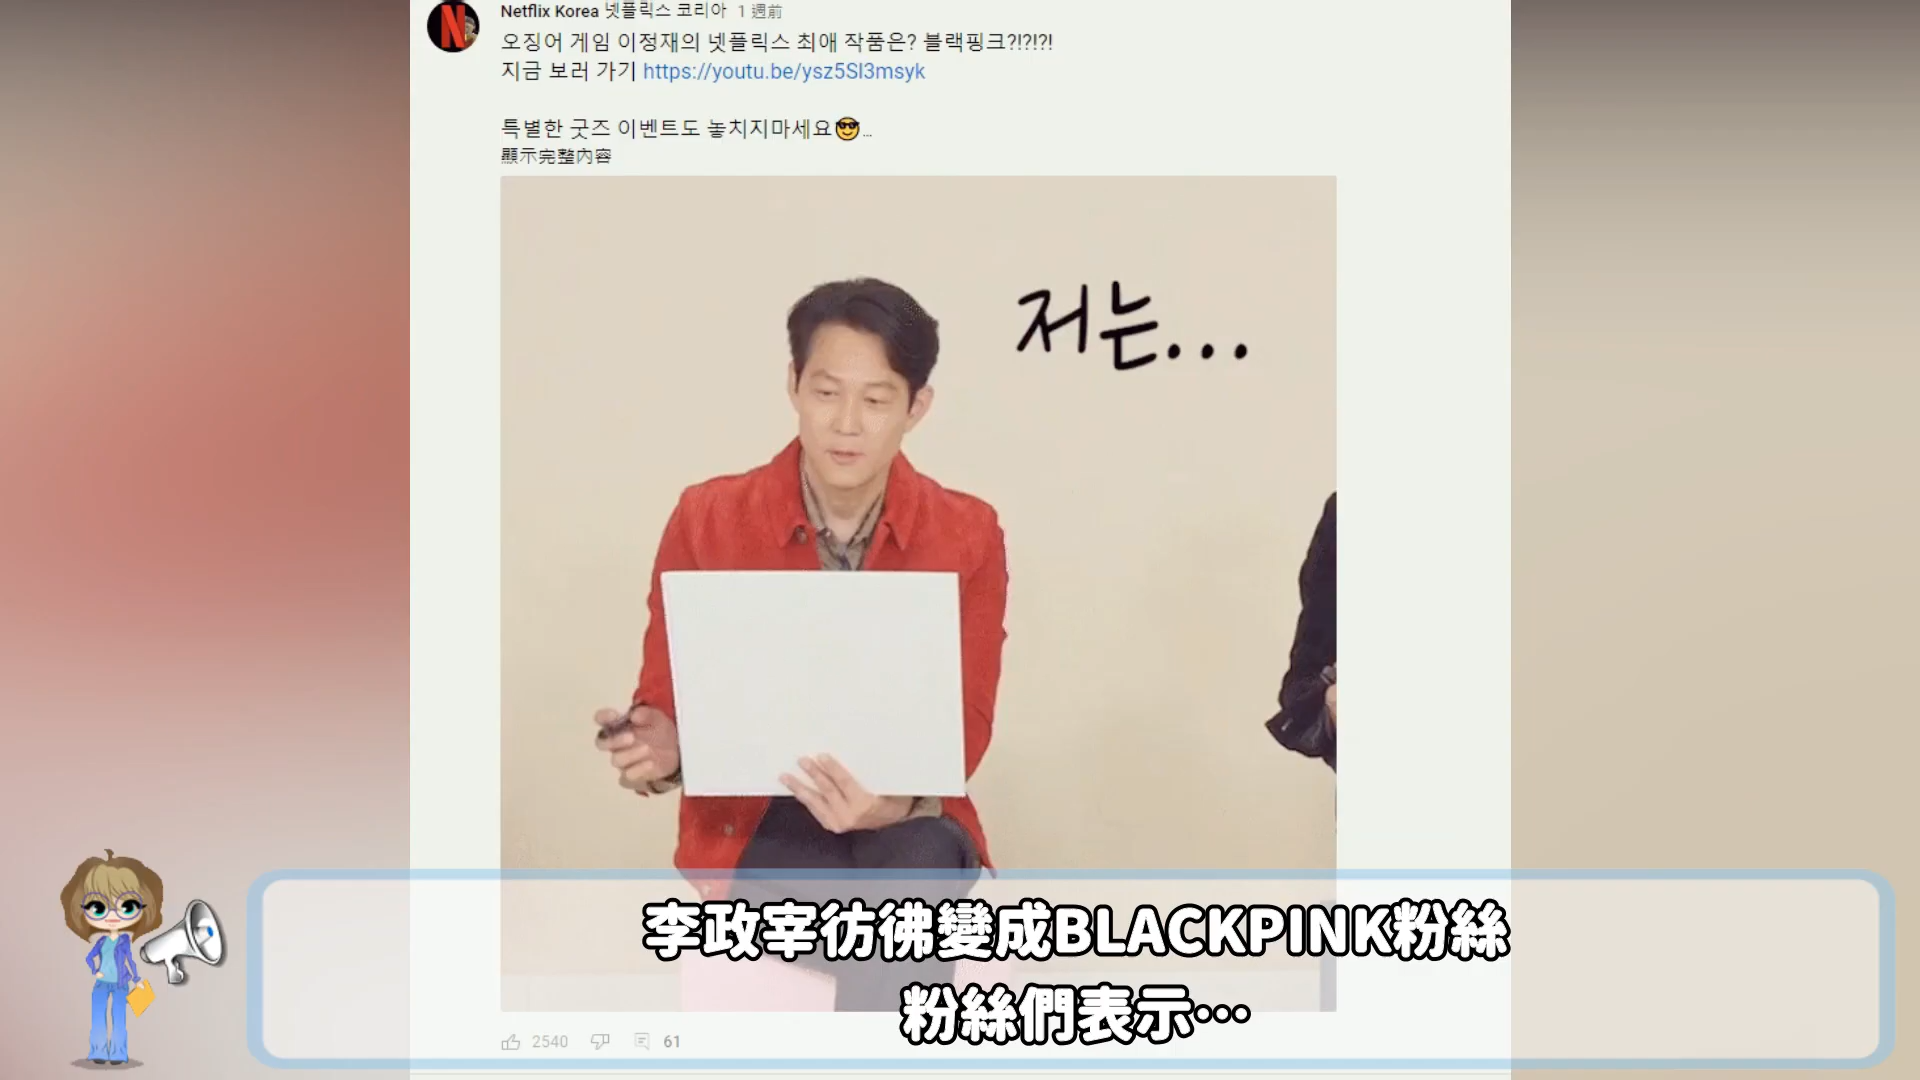 Netflix Korea 넷플릭스 코리아 1 週前
오징어 게임 이정재의 넷플릭스 최애 작품은? 블랙핑크?!?!?!
지금 보러 가기 https://youtu.be/ysz5Sl3msyk
특별한 굿즈 이벤트도 놓치지마세요😎...
顯示完整內容
저는...
李政宰彷彿變成BLACKPINK粉絲
粉絲們表示…
2540 61